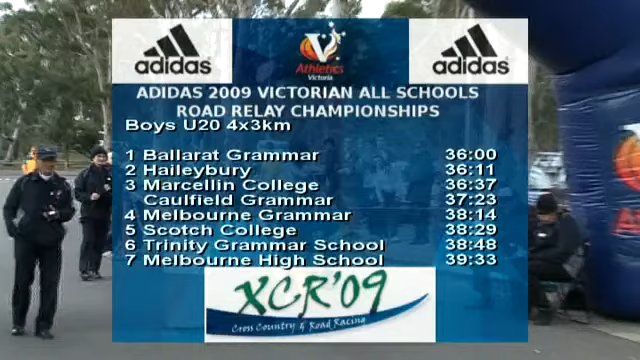 adidas
Athletics
Victoria
adidas
ADIDAS 2009 VICTORIAN ALL SCHOOLS
ROAD RELAY CHAMPIONSHIPS
Boys U20 4x3km
1 Ballarat Grammar 36:00
2 Haileybury 36:11
3 Marcellin College 36:37
Caulfield Grammar 37:23
4 Melbourne Grammar 38:14
5 Scotch College 38:29
6 Trinity Grammar School 38:48
7 Melbourne High School 39:33
XCR'09
Cross Country & Road Racing